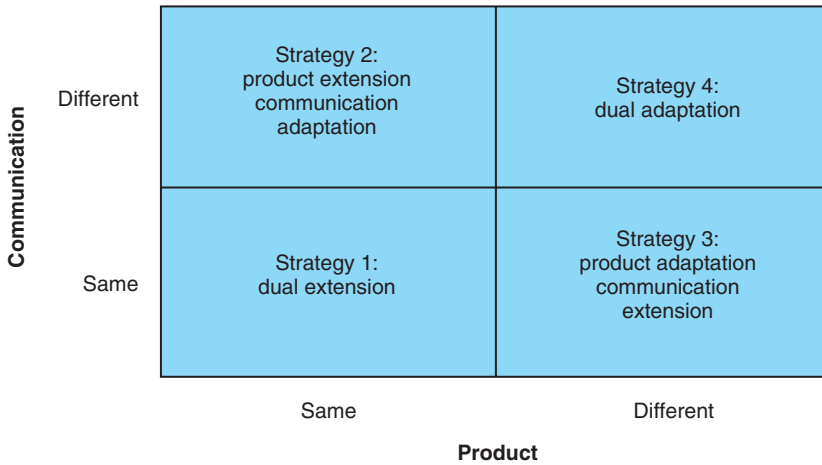 Communication
Different
Strategy 2:
product extension
communication
adaptation
Strategy 4:
dual adaptation
Same
Strategy 1:
dual extension
Strategy 3:
product adaptation
communication
extension
Same
Different
Product